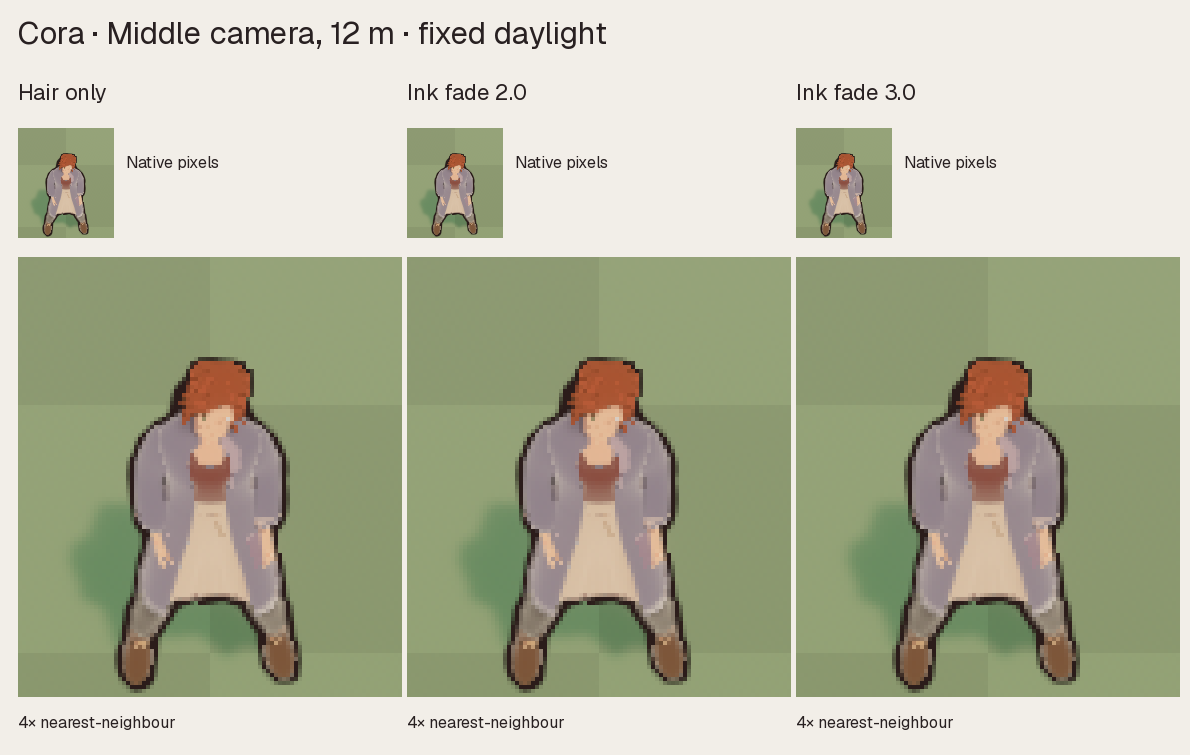 Cora · Middle camera, 12 m · fixed daylight
Hair only
Ink fade 2.0
Ink fade 3.0
Native pixels
Native pixels
Native pixels
4× nearest-neighbour
4× nearest-neighbour
4× nearest-neighbour